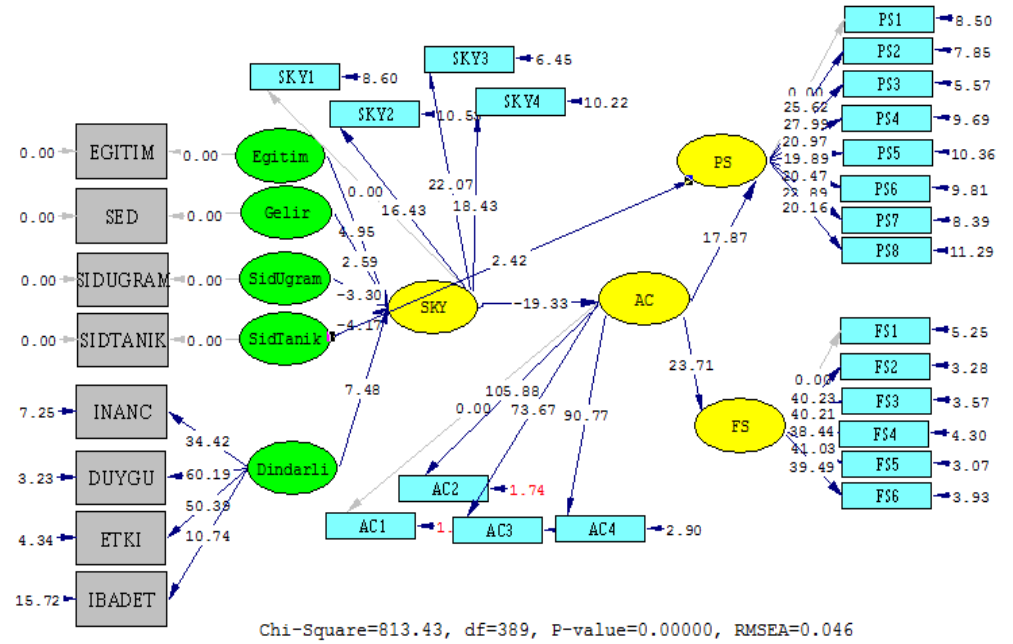 EGITIM
SED
SIDUGRAM
SIDTANIK
INANC
DUYGU
ETKI
IBADET
0.00
0.00
0.00
0.00
7.25
3.23
4.34
15.72
0.00
0.00
0.00
0.00
34.42
60.19
50.39
10.74
Egitim
Gelir
SidUgram
SidTanik
Dindarli
4.95
2.59
-3.30
-4.17
7.48
SKY1
8.60
SKY2
SKY3
6.45
SKY4
10.22
0.00
16.43
22.07
18.43
SKY
2.42
-19.33
AC
0.00
105.88
73.67
90.77
AC1
AC2
1.74
AC3
AC4
2.90
17.87
23.71
PS
0.00
25.62
27.99
20.97
19.89
20.47
22.89
20.16
PS1
8.50
PS2
7.85
PS3
5.57
PS4
9.69
PS5
10.36
PS6
9.81
PS7
8.39
PS8
11.29
FS
0.00
40.23
40.21
38.44
41.03
39.49
FS1
5.25
FS2
3.28
FS3
3.57
FS4
4.30
FS5
3.07
FS6
3.93
Chi-Square=813.43, df=389, P-value=0.00000, RMSEA=0.046